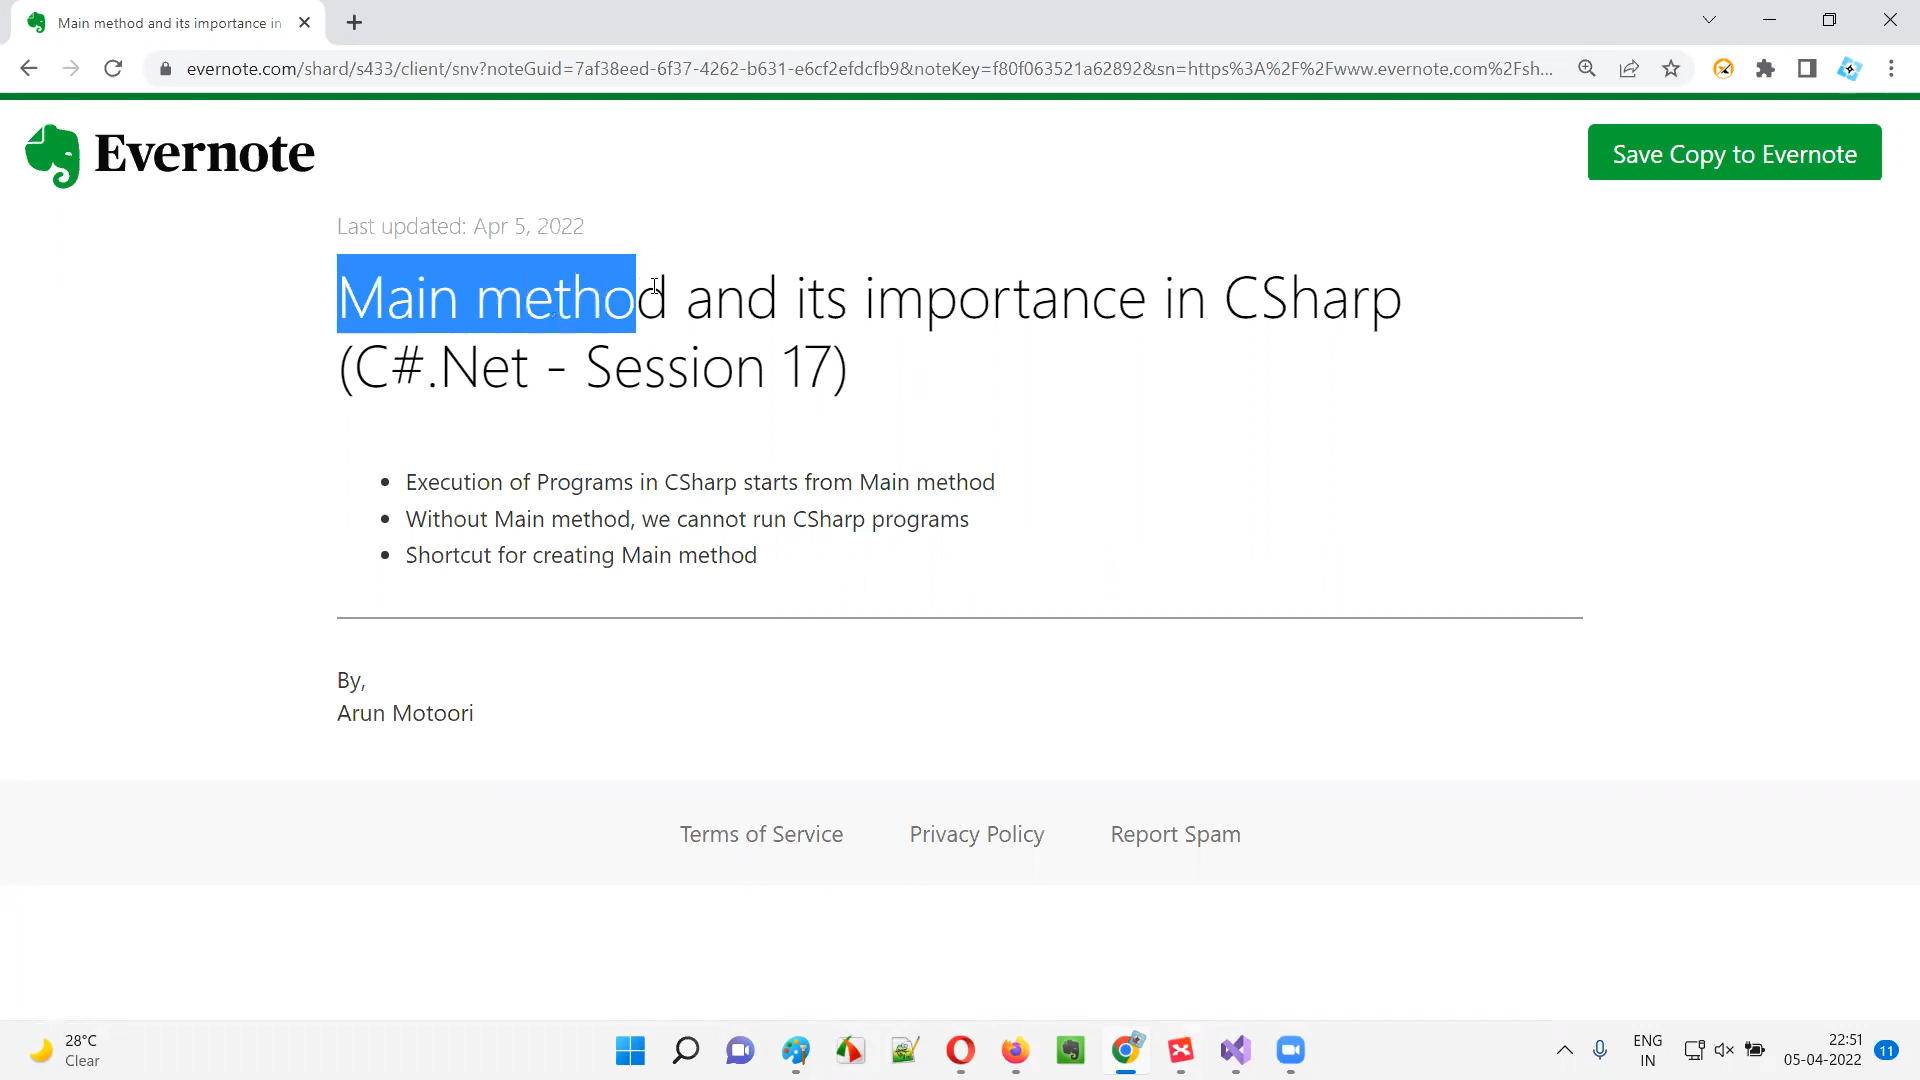 Main method and its importance in
evernote.com/shard/s433/client/snv?noteGuid=7af38eed-6f37-4262-b631-e6cf2efdcfb9&noteKey=f80f063521a62892&sn=https%3A%2F%2Fwww.evernote.com%2Fsh...
Evernote
Save Copy to Evernote
Last updated: Apr 5, 2022
Main method and its importance in CSharp
(C#.Net - Session 17)
• Execution of Programs in CSharp starts from Main method
• Without Main method, we cannot run CSharp programs
• Shortcut for creating Main method
By,
Arun Motoori
Terms of Service Privacy Policy Report Spam
28°C
Clear
ENG
IN
22:51
05-04-2022
11